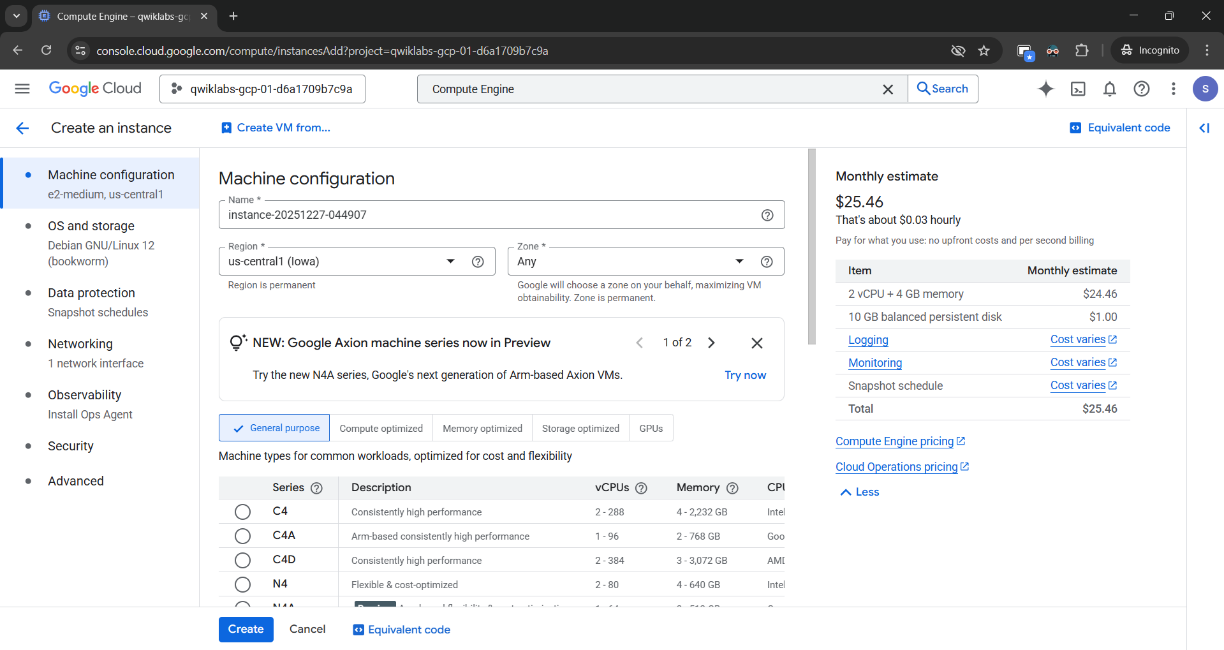 Compute Engine – qwiklabs-gc
console.cloud.google.com/compute/instancesAdd?project=qwiklabs-gcp-01-d6a1709b7c9a
Incognito
Google Cloud
qwiklabs-gcp-01-d6a1709b7c9a
Compute Engine
Search
S
Create an instance
Create VM from...
Equivalent code
Machine configuration
e2-medium, us-central1
OS and storage
Debian GNU/Linux 12
(bookworm)
Data protection
Snapshot schedules
Networking
1 network interface
Observability
Install Ops Agent
Security
Advanced
Machine configuration
Name *
instance-20251227-044907
Region *
us-central1 (Iowa)
Region is permanent
Zone *
Any
Google will choose a zone on your behalf, maximizing VM
obtainability. Zone is permanent.
NEW: Google Axion machine series now in Preview
1 of 2
Try the new N4A series, Google's next generation of Arm-based Axion VMs.
Try now
General purpose
Compute optimized
Memory optimized
Storage optimized
GPUs
Machine types for common workloads, optimized for cost and flexibility
Series Description vCPUs Memory CPU
C4 Consistently high performance 2 - 288 4 - 2,232 GB Intel
C4A Arm-based consistently high performance 1 - 96 2 - 768 GB Goo
C4D Consistently high performance 2 - 384 3 - 3,072 GB AMD
N4 Flexible & cost-optimized 2 - 80 4 - 640 GB Intel
Create
Cancel
Equivalent code
Monthly estimate
$25.46
That's about $0.03 hourly
Pay for what you use: no upfront costs and per second billing
Item Monthly estimate
2 vCPU + 4 GB memory $24.46
10 GB balanced persistent disk $1.00
Logging Cost varies
Monitoring Cost varies
Snapshot schedule Cost varies
Total $25.46
Compute Engine pricing
Cloud Operations pricing
Less